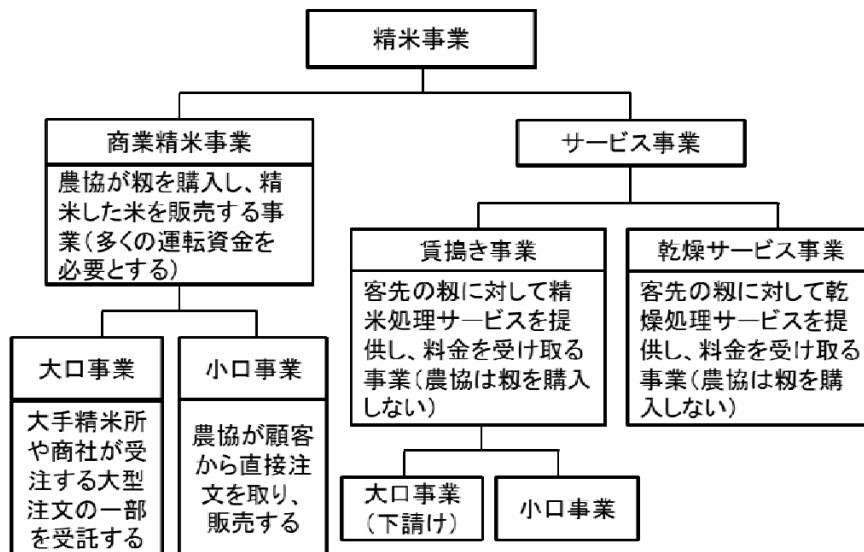 精米事業
商業精米事業
農協が籾を購入し、精
米した米を販売する事
業(多くの運転資金を
必要とする)
サービス事業
賃搗き事業
客先の籾に対して精
米処理サービスを提
供し、料金を受け取る
事業(農協は籾を購入
しない)
乾燥サービス事業
客先の籾に対して乾
燥処理サービスを提
供し、料金を受け取る
事業(農協は籾を購
入しない)
大口事業
大手精米所
や商社が受
注する大型
注文の一部
を受託する
小口事業
農協が顧客
から直接注
文を取り、
販売する
大口事業
(下請け)
小口事業